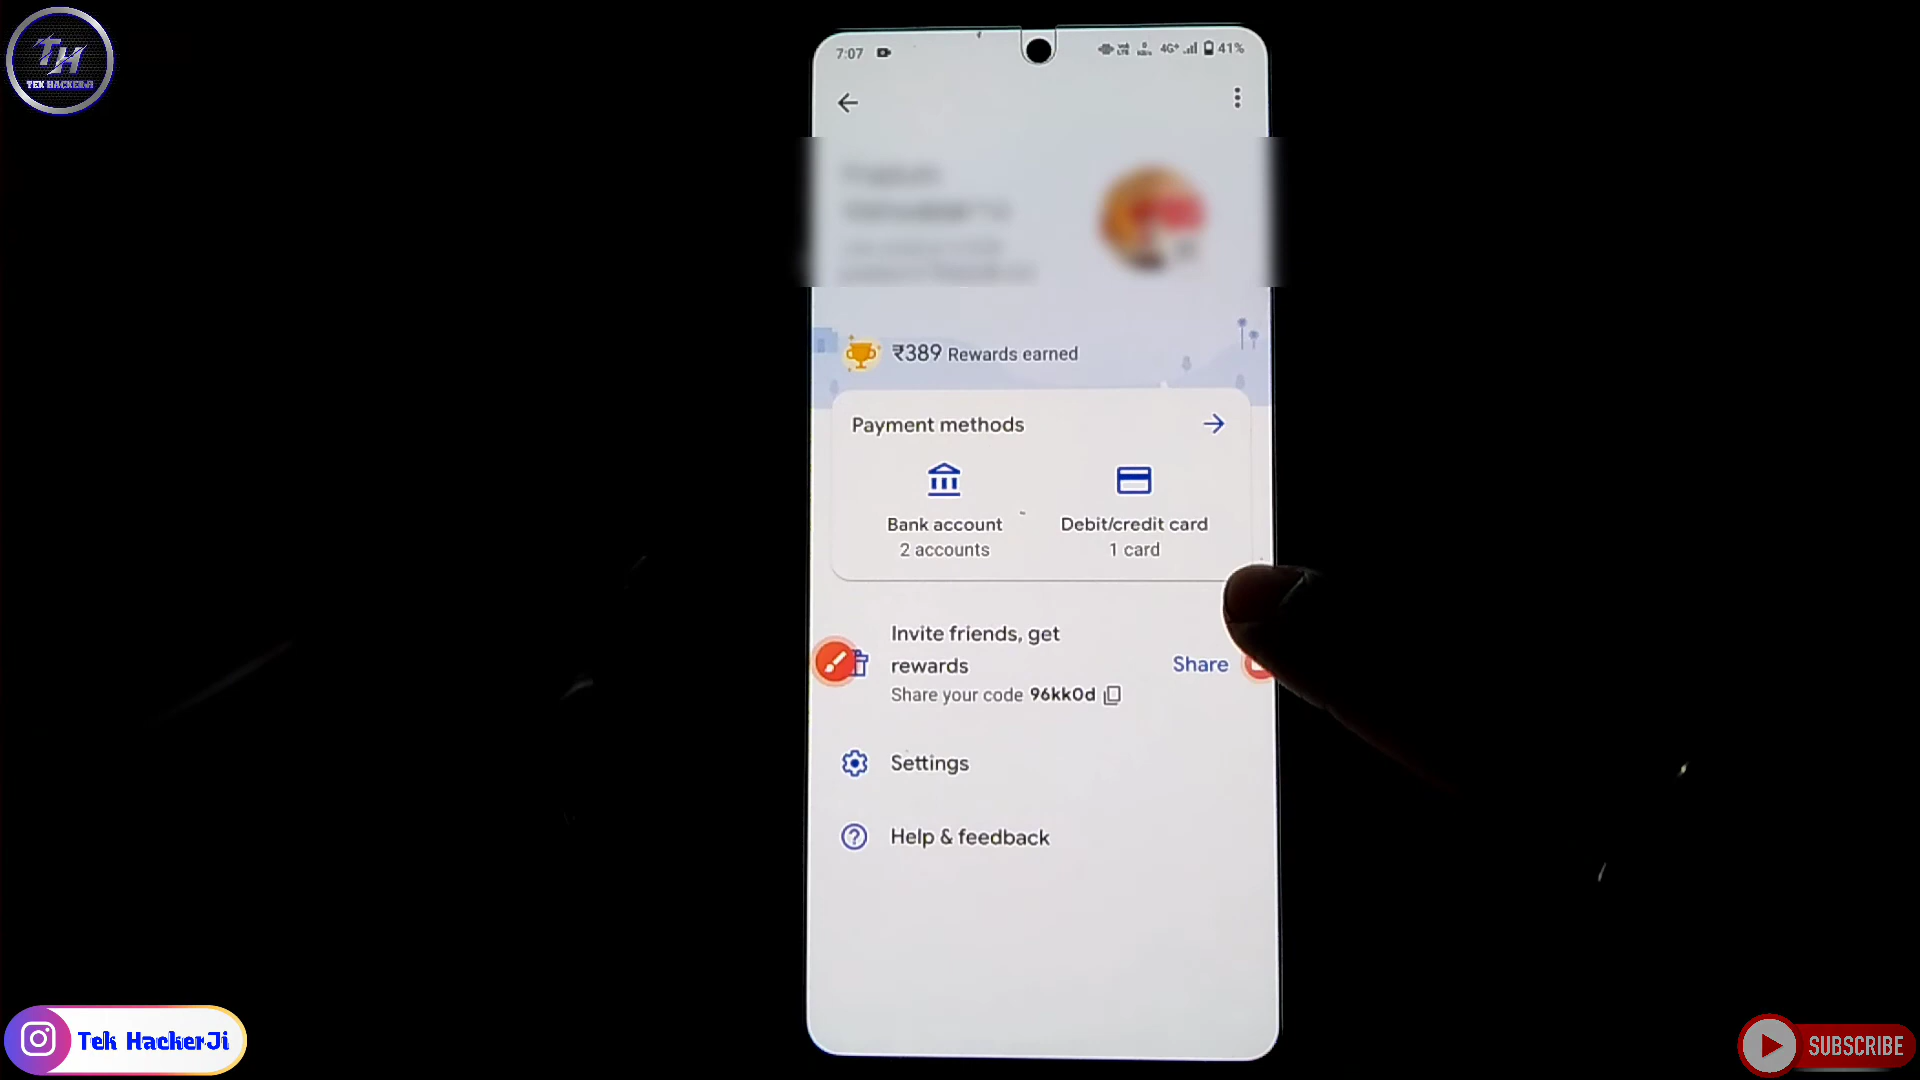 TH
TEK HACKERJi
7:07
4G+ 41%
₹389 Rewards earned
Payment methods
Bank account
2 accounts
Debit/credit card
1 card
Invite friends, get
rewards
Share your code 96kk0d
Share
Settings
Help & feedback
Tek HackerJi
SUBSCRIBE